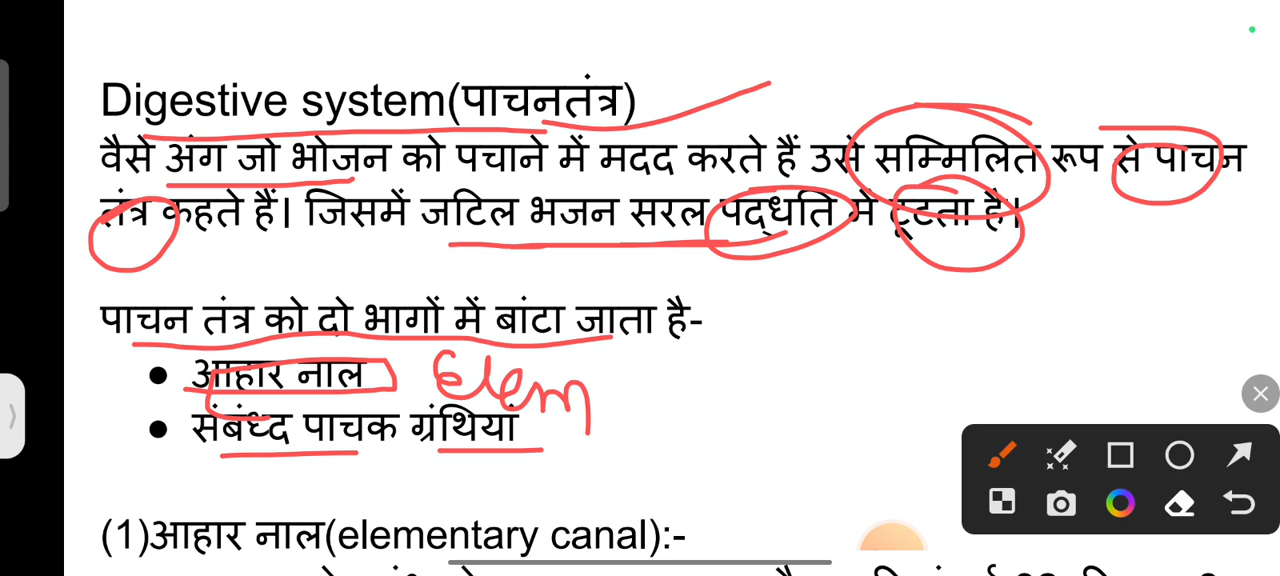 Digestive system(पाचनतंत्र)
वैसे अंग जो भोजन को पचाने में मदद करते हैं उसे सम्मिलित रूप से पाचन
तंत्र कहते हैं। जिसमें जटिल भजन सरल पद्धति में टूटता है।
पाचन तंत्र को दो भागों में बांटा जाता है-
● आहार नाल Elem
● संबंध्द पाचक ग्रंथियां
(1)आहार नाल(elementary canal):-